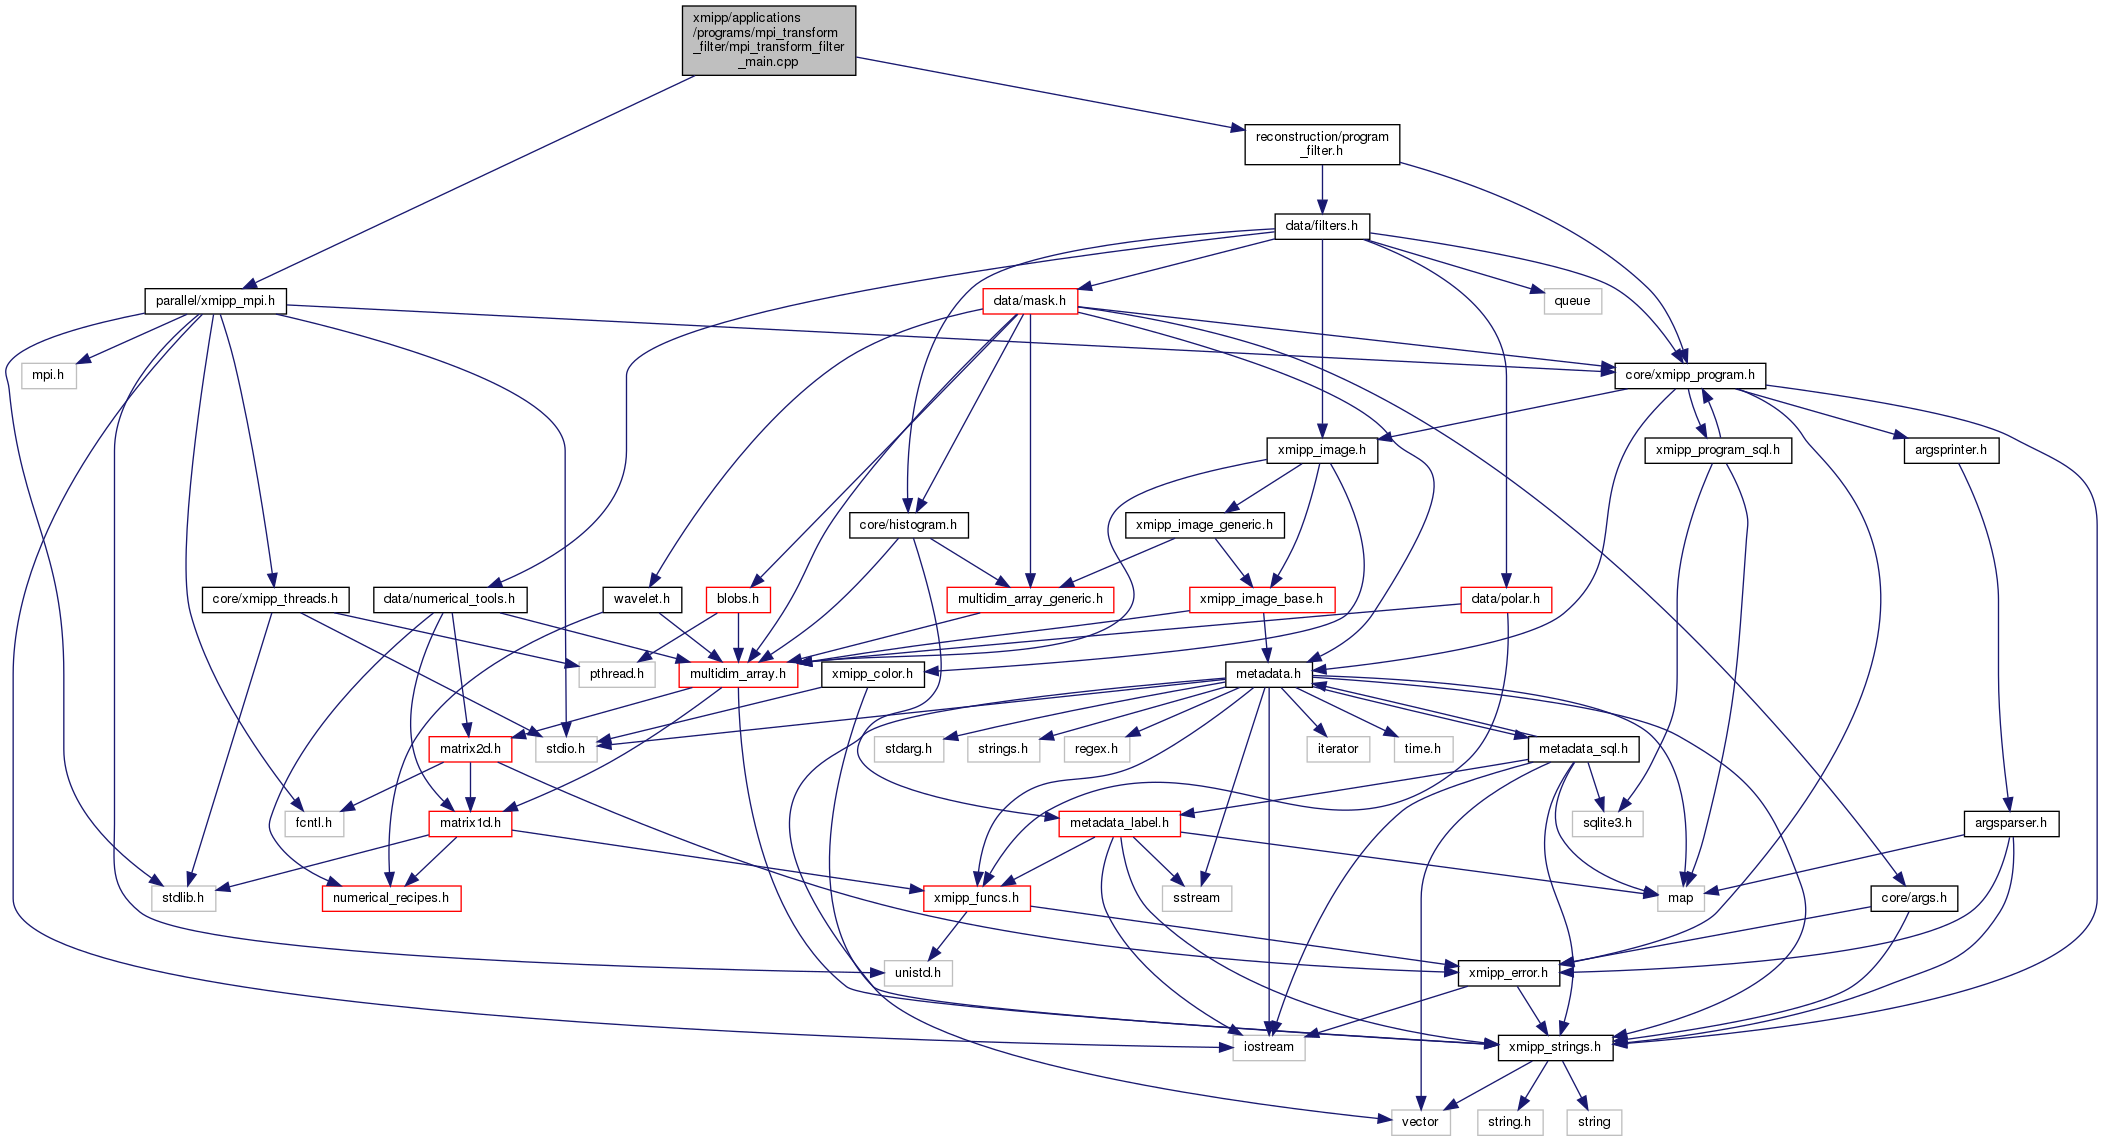 xmipp/applications
/programs/mpi_transform
_filter/mpi_transform_filter
_main.cpp
reconstruction/program
_filter.h
data/filters.h
parallel/xmipp_mpi.h
data/mask.h
queue
mpi.h
core/xmipp_program.h
xmipp_image.h
xmipp_program_sql.h
argsprinter.h
core/histogram.h
xmipp_image_generic.h
core/xmipp_threads.h
data/numerical_tools.h
wavelet.h
blobs.h
multidim_array_generic.h
xmipp_image_base.h
data/polar.h
pthread.h
multidim_array.h
xmipp_color.h
metadata.h
matrix2d.h
stdio.h
stdarg.h
strings.h
regex.h
iterator
time.h
metadata_sql.h
fcntl.h
matrix1d.h
metadata_label.h
sqlite3.h
argsparser.h
stdlib.h
numerical_recipes.h
xmipp_funcs.h
sstream
map
core/args.h
unistd.h
xmipp_error.h
iostream
xmipp_strings.h
vector
string.h
string